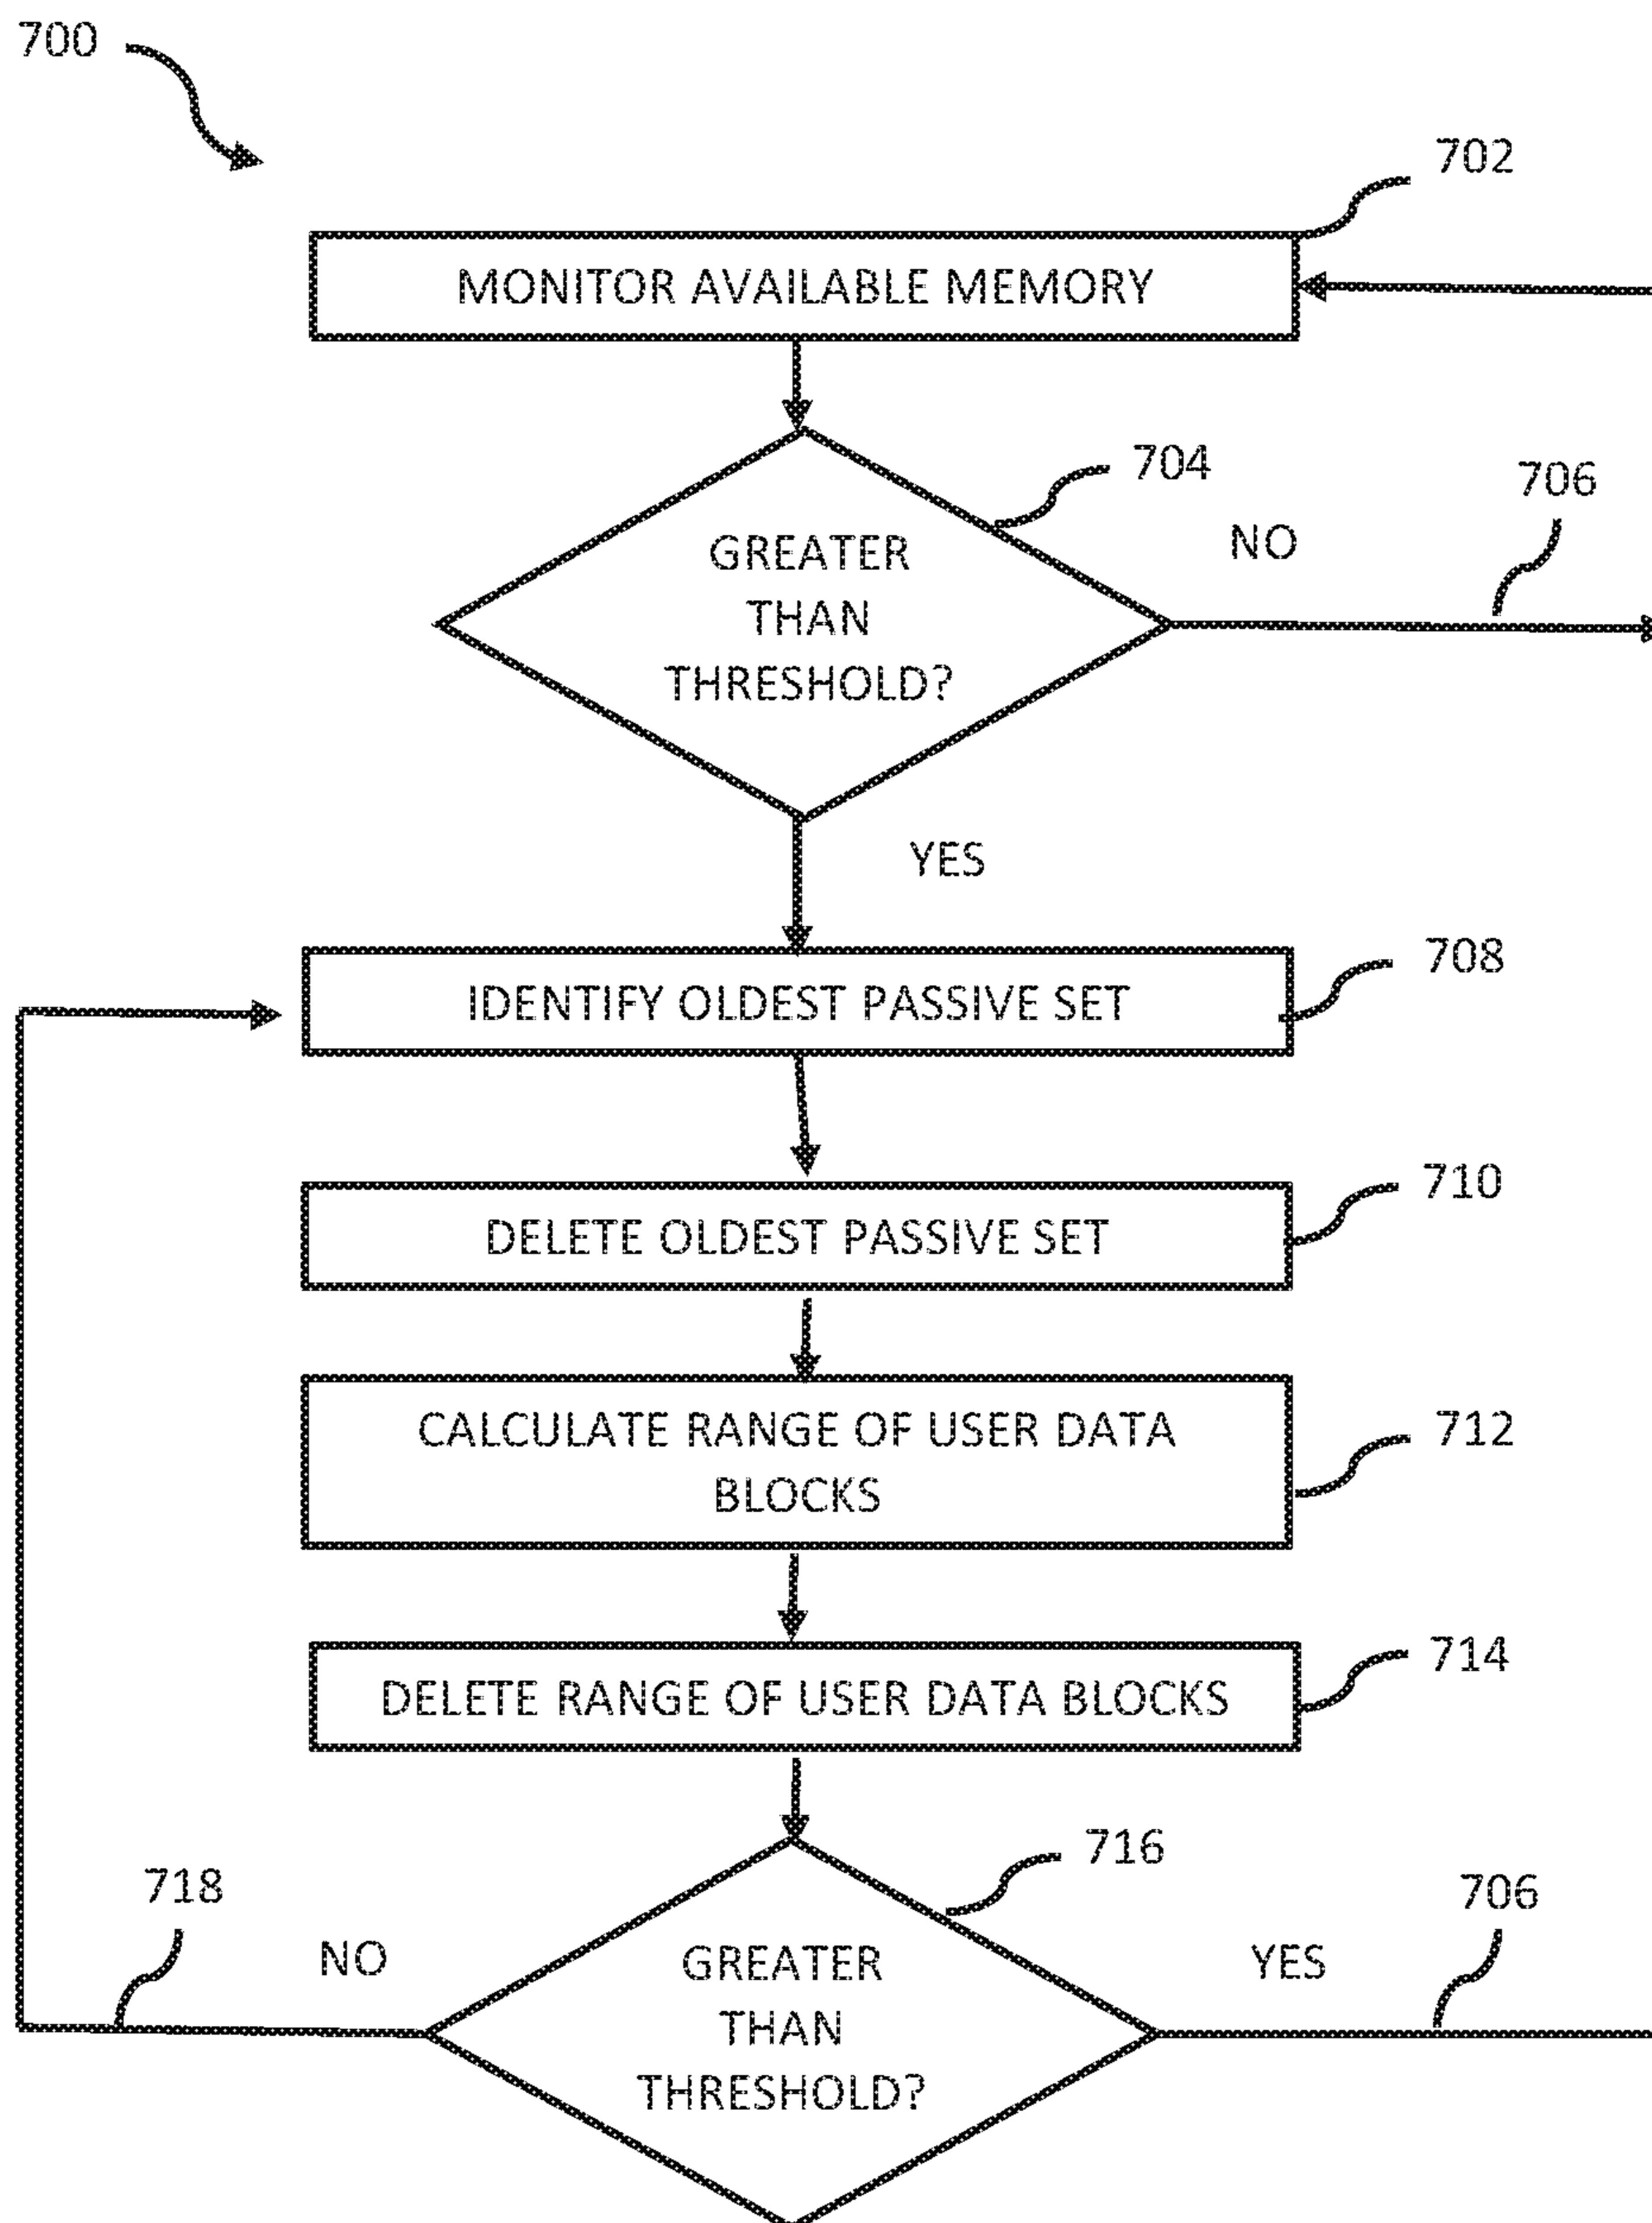 700
702
MONITOR AVAILABLE MEMORY
704
706
NO
GREATER
THAN
THRESHOLD?
YES
708
IDENTIFY OLDEST PASSIVE SET
710
DELETE OLDEST PASSIVE SET
712
CALCULATE RANGE OF USER DATA
BLOCKS
714
DELETE RANGE OF USER DATA BLOCKS
716
718
706
NO
YES
GREATER
THAN
THRESHOLD?